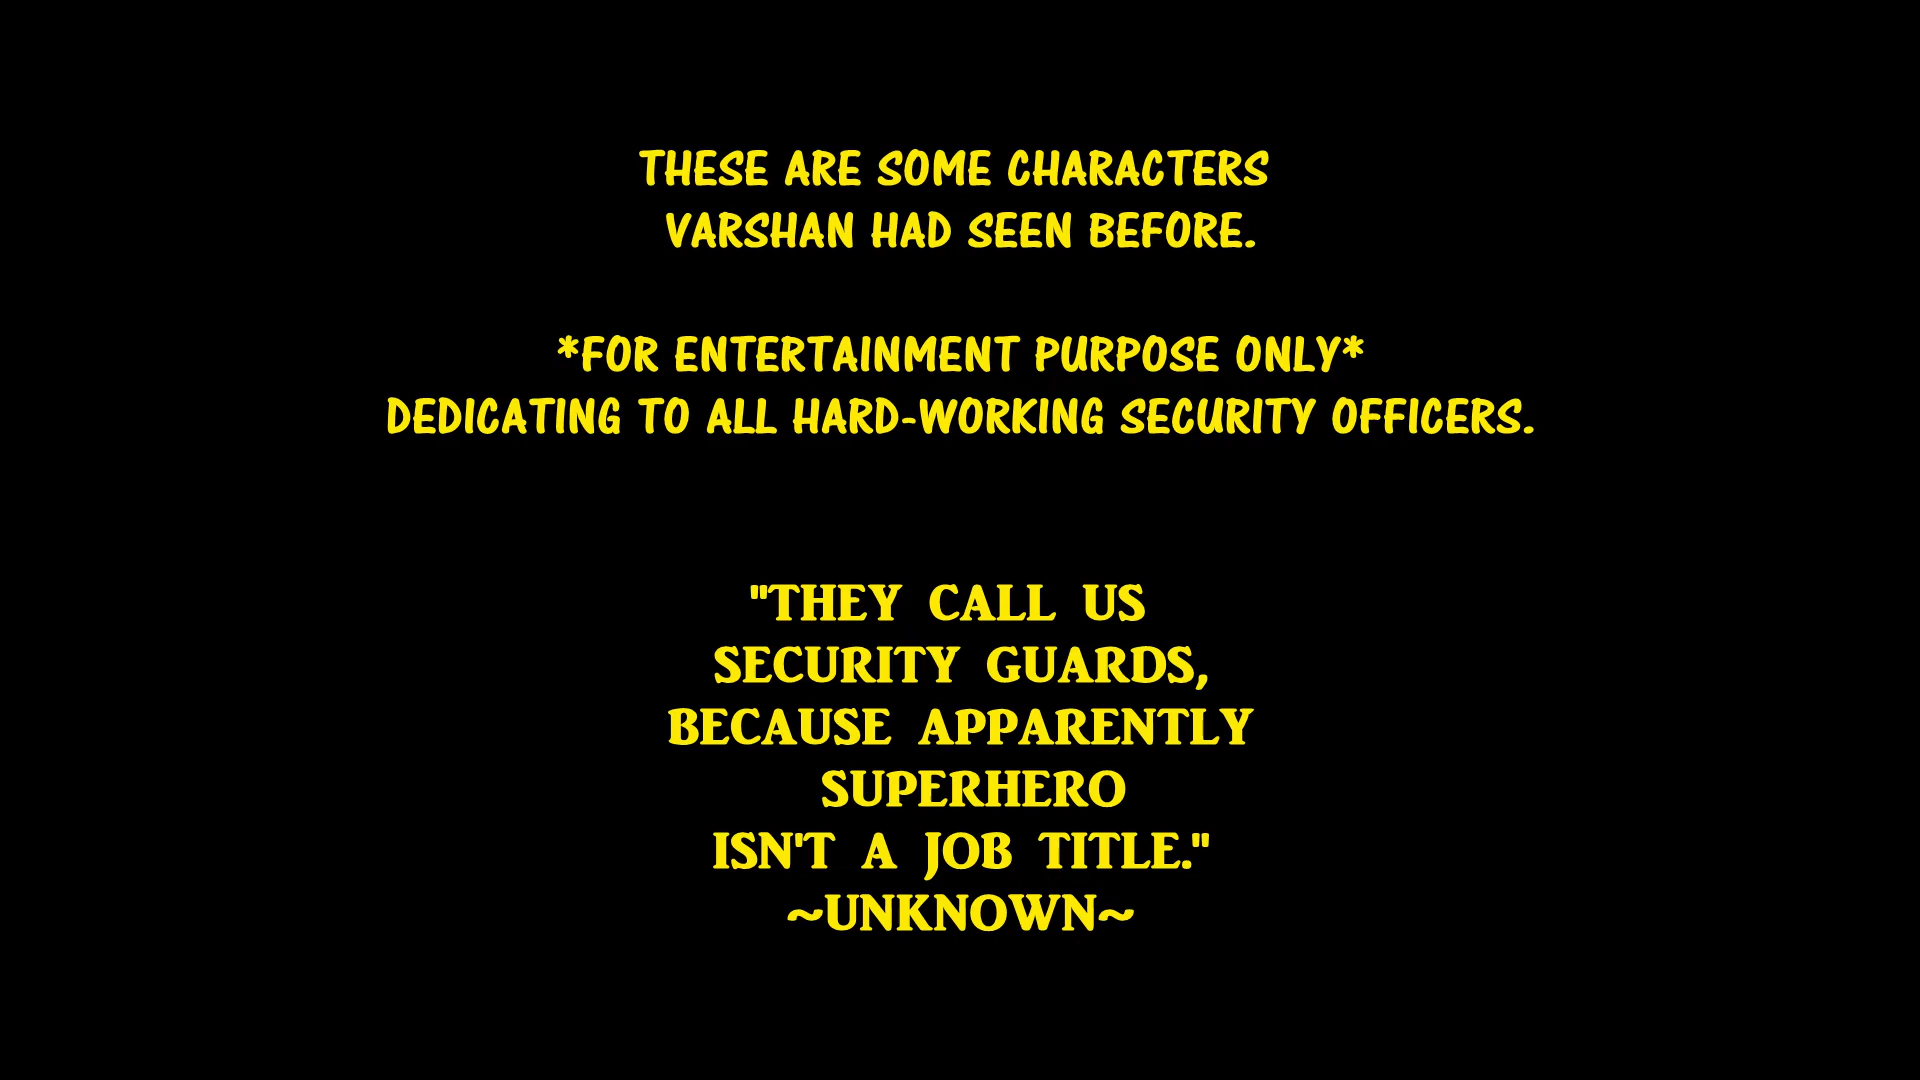 THESE ARE SOME CHARACTERS
VARSHAN HAD SEEN BEFORE.
*FOR ENTERTAINMENT PURPOSE ONLY*
DEDICATING TO ALL HARD-WORKING SECURITY OFFICERS.
"THEY CALL US
SECURITY GUARDS,
BECAUSE APPARENTLY
SUPERHERO
ISN'T A JOB TITLE."
~UNKNOWN~